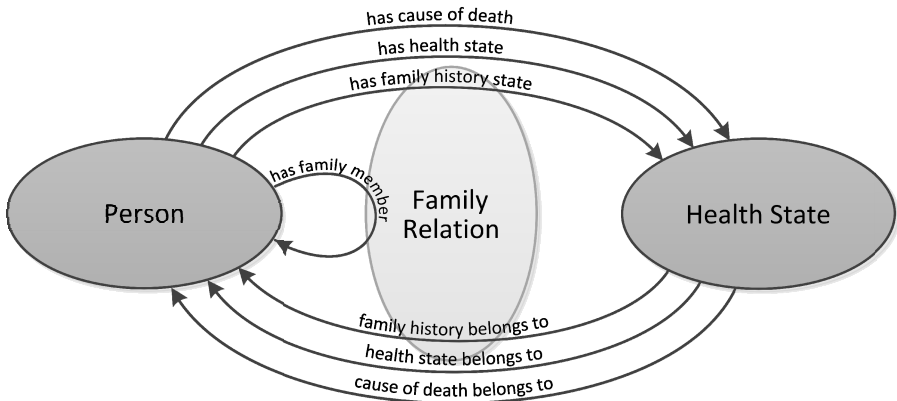 has cause of death
has health state
has family history state
has family member
Person
Family
Relation
Health State
family history belongs to
health state belongs to
cause of death belongs to